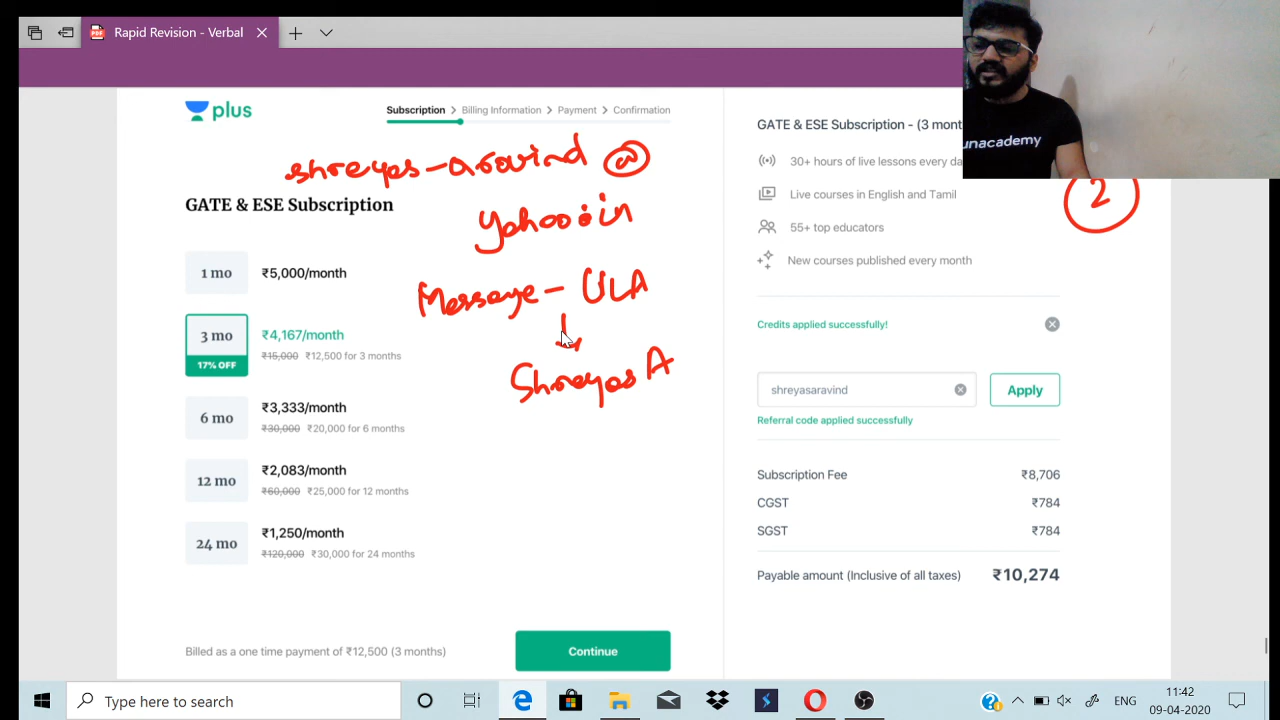 Rapid Revision - Verbal
plus
Subscription > Billing Information > Payment > Confirmation
shreyas-aravind @
yahoo.in
Message - ULA
Shreyas A
GATE & ESE Subscription
1 mo ₹5,000/month
3 mo ₹4,167/month
17% OFF ₹15,000 ₹12,500 for 3 months
6 mo ₹3,333/month
₹30,000 ₹20,000 for 6 months
12 mo ₹2,083/month
₹60,000 ₹25,000 for 12 months
24 mo ₹1,250/month
₹120,000 ₹30,000 for 24 months
Billed as a one time payment of ₹12,500 (3 months)
Continue
unacademy
GATE & ESE Subscription - (3 mont
2
30+ hours of live lessons every da
Live courses in English and Tamil
55+ top educators
New courses published every month
Credits applied successfully!
shreyasaravind
Apply
Referral code applied successfully
Subscription Fee ₹8,706
CGST ₹784
SGST ₹784
Payable amount (Inclusive of all taxes) ₹10,274
Type here to search
ENG
11:42
09-04-2020